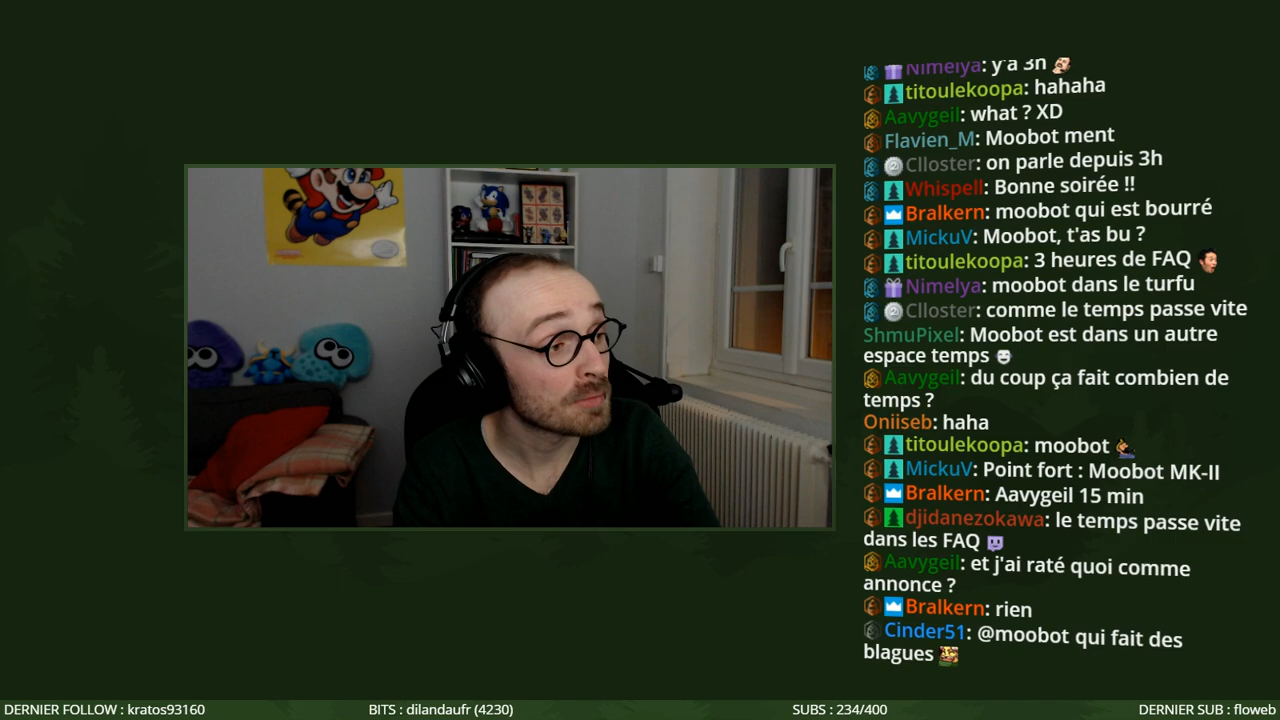 Nimelya: y'a 3h
titoulekoopa: hahaha
Aavygeil: what ? XD
Flavien_M: Moobot ment
Clloster: on parle depuis 3h
Whispell: Bonne soirée !!
Bralkern: moobot qui est bourré
MickuV: Moobot, t'as bu ?
titoulekoopa: 3 heures de FAQ
Nimelya: moobot dans le turfu
Clloster: comme le temps passe vite
ShmuPixel: Moobot est dans un autre
espace temps
Aavygeil: du coup ça fait combien de
temps ?
Oniiseb: haha
titoulekoopa: moobot
MickuV: Point fort : Moobot MK-II
Bralkern: Aavygeil 15 min
djidanezokawa: le temps passe vite
dans les FAQ
Aavygeil: et j'ai raté quoi comme
annonce ?
Bralkern: rien
Cinder51: @moobot qui fait des
blagues
DERNIER FOLLOW : kratos93160 BITS : dilandaufr (4230) SUBS : 234/400 DERNIER SUB : floweb